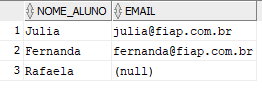 NOME_ALUNO EMAIL
1 Julia julia@fiap.com.br
2 Fernanda fernanda@fiap.com.br
3 Rafaela (null)